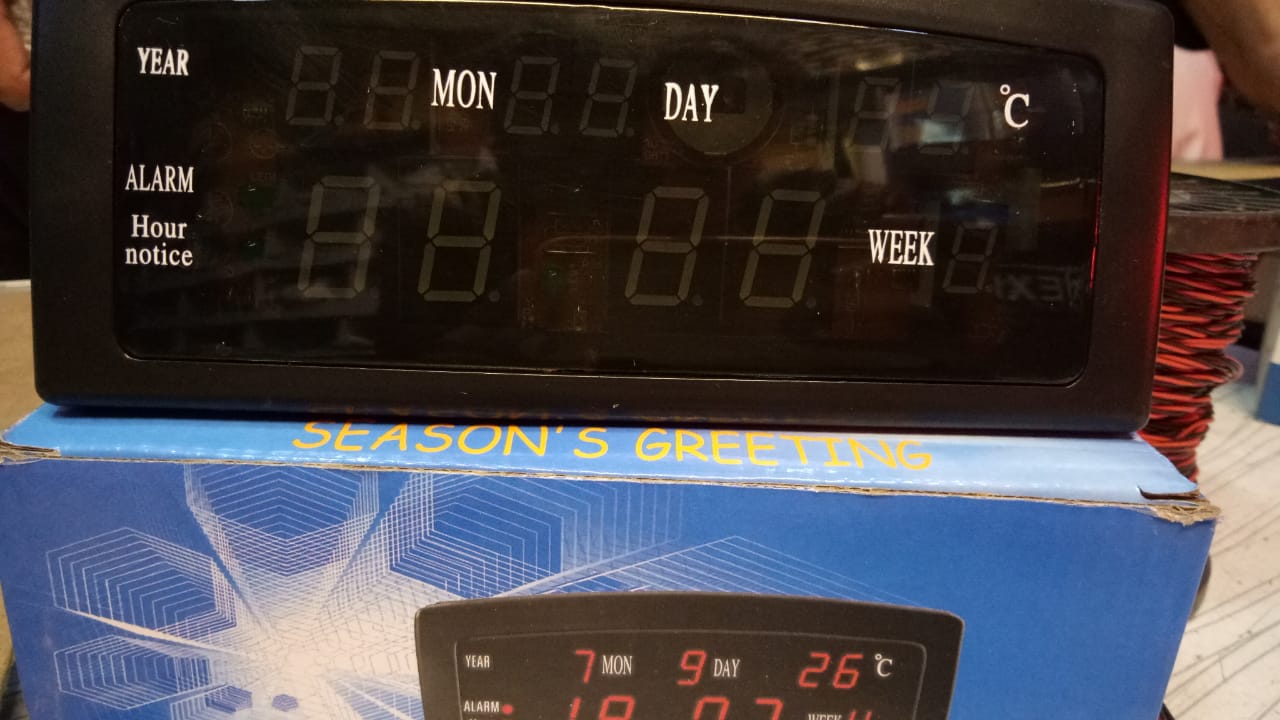 YEAR MON DAY °C
ALARM
Hour
notice
WEEK
SEASON'S GREETING
YEAR 7 MON 9 DAY 26 °C
ALARM